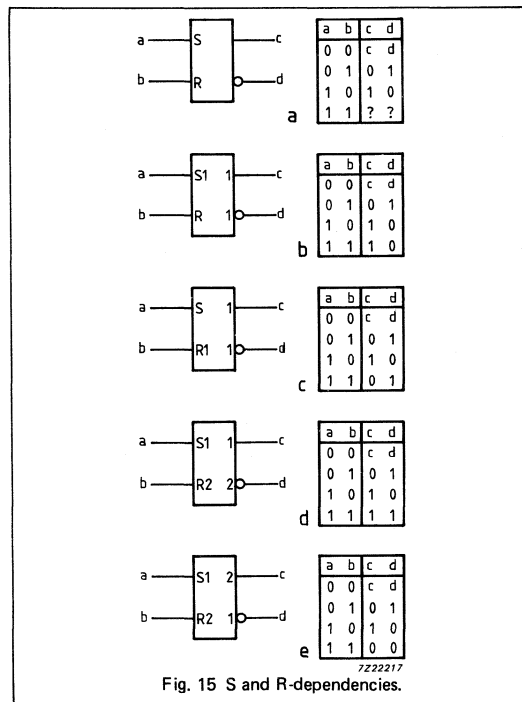 a S c
b R d
a
a b c d
0 0 c d
0 1 0 1
1 0 1 0
1 1 ? ?
a S1 1 c
b R 1 d
b
a b c d
0 0 c d
0 1 0 1
1 0 1 0
1 1 1 0
a S 1 c
b R1 1 d
c
a b c d
0 0 c d
0 1 0 1
1 0 1 0
1 1 0 1
a S1 1 c
b R2 2 d
d
a b c d
0 0 c d
0 1 0 1
1 0 1 0
1 1 1 1
a S1 2 c
b R2 1 d
e
a b c d
0 0 c d
0 1 0 1
1 0 1 0
1 1 0 0
7Z22217
Fig. 15 S and R-dependencies.